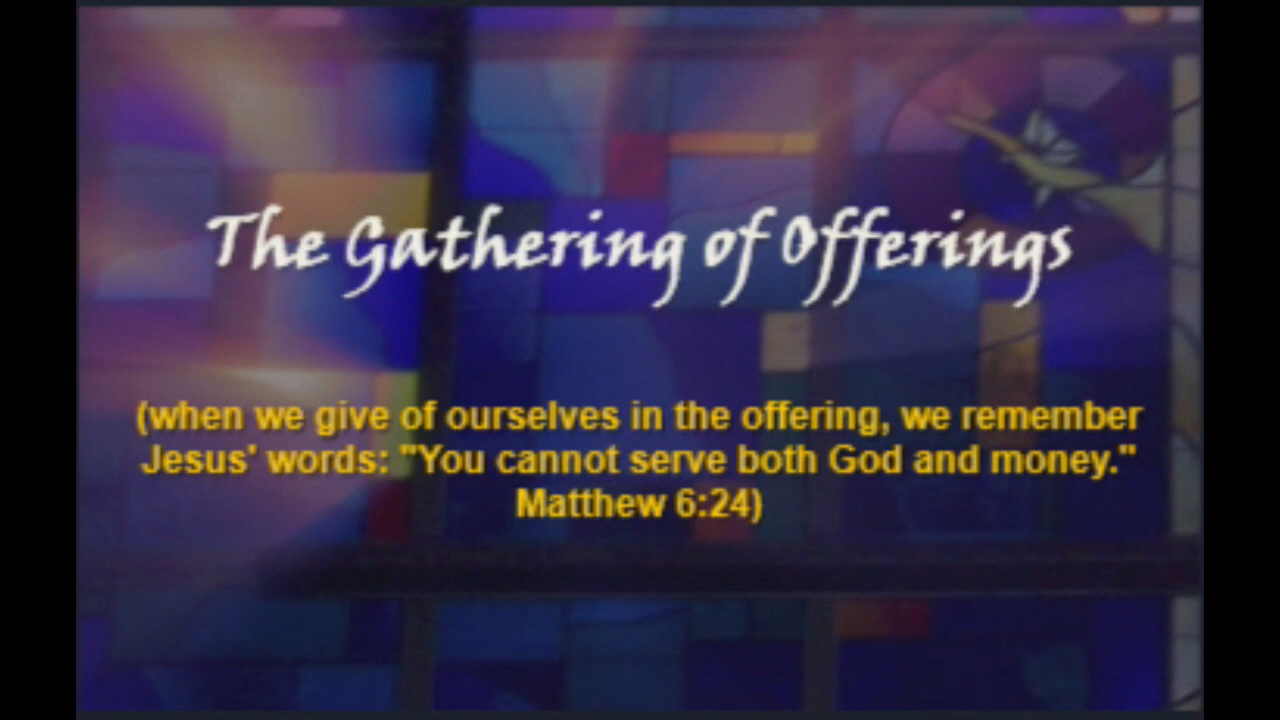 The Gathering of Offerings
(when we give of ourselves in the offering, we remember
Jesus' words: "You cannot serve both God and money."
Matthew 6:24)